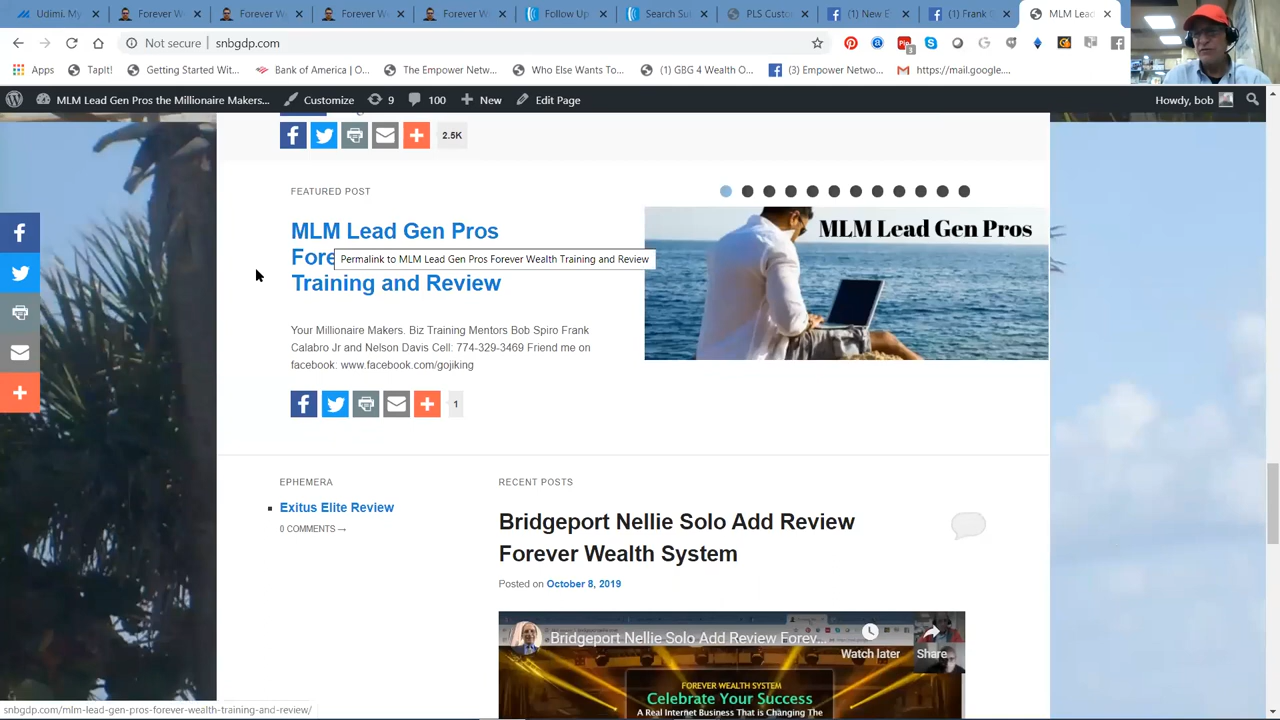 Udimi. My
Forever We
Forever We
Forever We
Forever We
Follow Up
Search Su
PLS Custo
(1) New E
(1) Frank
MLM Lead
Not secure | snbgdp.com
Apps
TapIt!
Getting Started Wit...
Bank of America | O...
The Empower Netw...
Who Else Wants To...
(1) GBG 4 Wealth O...
(3) Empower Netwo...
https://mail.google....
MLM Lead Gen Pros the Millionaire Makers...
Customize
9
100
New
Edit Page
Howdy, bob
2.5K
FEATURED POST
MLM Lead Gen Pros
Fore
Permalink to MLM Lead Gen Pros Forever Wealth Training and Review
Training and Review
MLM Lead Gen Pros
Your Millionaire Makers. Biz Training Mentors Bob Spiro Frank
Calabro Jr and Nelson Davis Cell: 774-329-3469 Friend me on
facebook: www.facebook.com/gojiking
1
EPHEMERA
Exitus Elite Review
0 COMMENTS →
RECENT POSTS
Bridgeport Nellie Solo Add Review
Forever Wealth System
Posted on October 8, 2019
Bridgeport Nellie Solo Add Review Forev...
Watch later
Share
FOREVER WEALTH SYSTEM
Celebrate Your Success
A Real Internet Business That is Changing The
snbgdp.com/mlm-lead-gen-pros-forever-wealth-training-and-review/